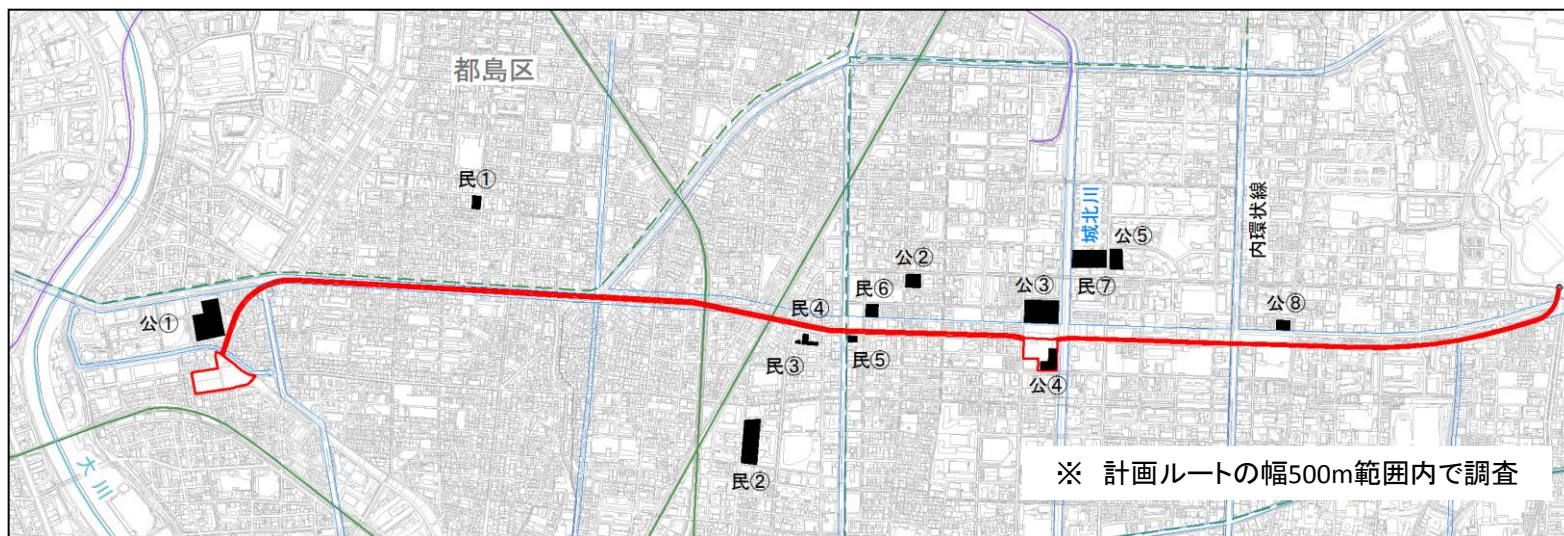 都島区
民①
公①
大川
民②
民③
民④
民⑤
民⑥
公②
公③
公④
城北川
民⑦
公⑤
内環状線
公⑧
※ 計画ルートの幅500m範囲内で調査